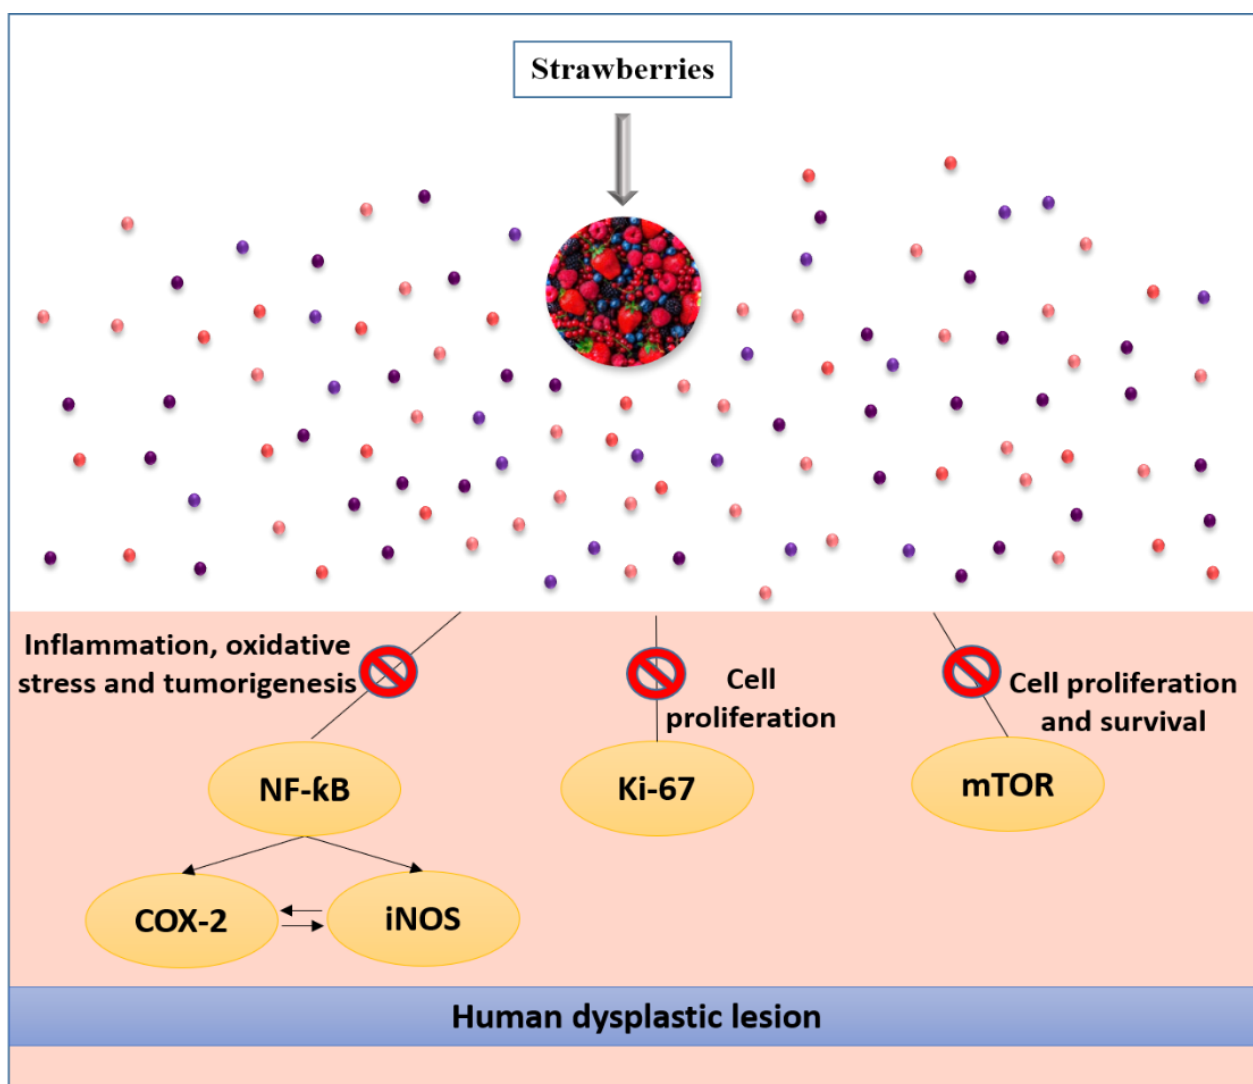 Strawberries
Inflammation, oxidative
stress and tumorigenesis
Cell
proliferation
Cell proliferation
and survival
NF-ƙB
Ki-67
mTOR
COX-2
iNOS
Human dysplastic lesion